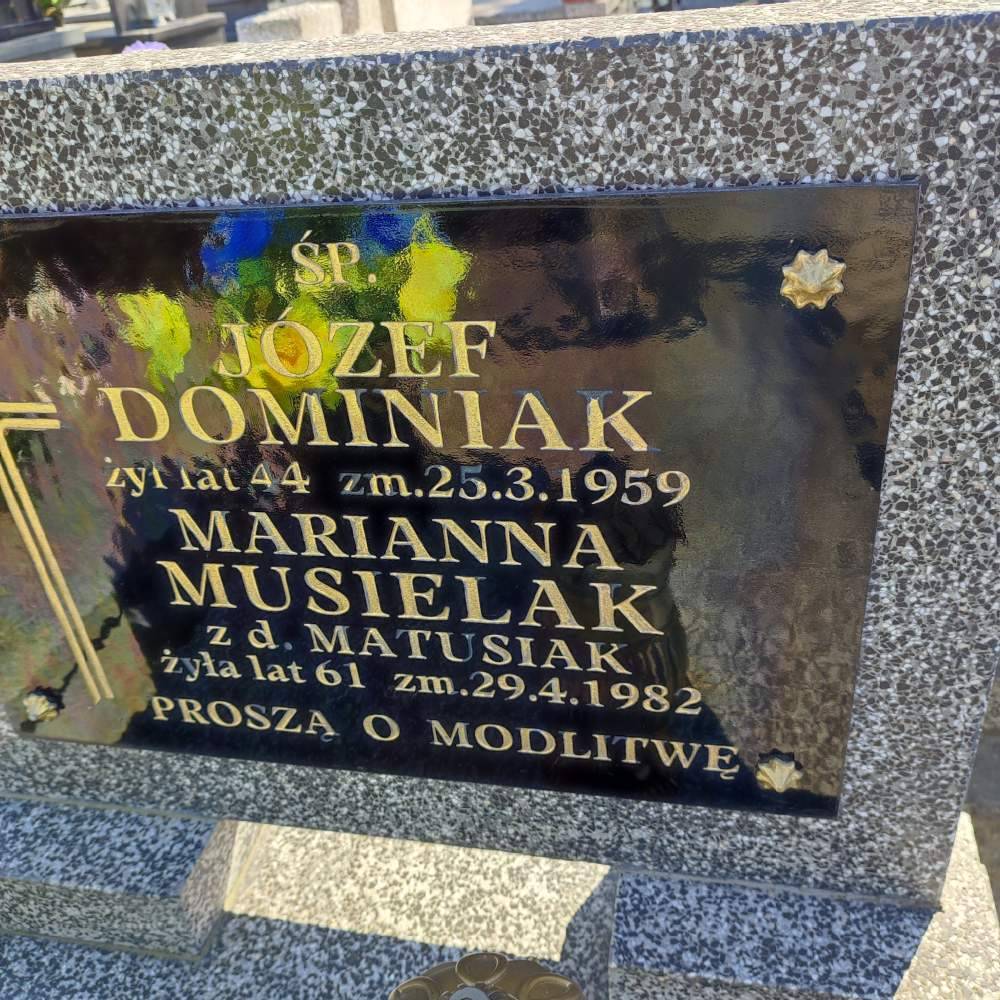 ŚP.
JÓZEF
DOMINIAK
żył lat 44 zm.25.3.1959
MARIANNA
MUSIELAK
z d. MATUSIAK
żyła lat 61 zm.29.4.1982
PROSZĄ O MODLITWĘ